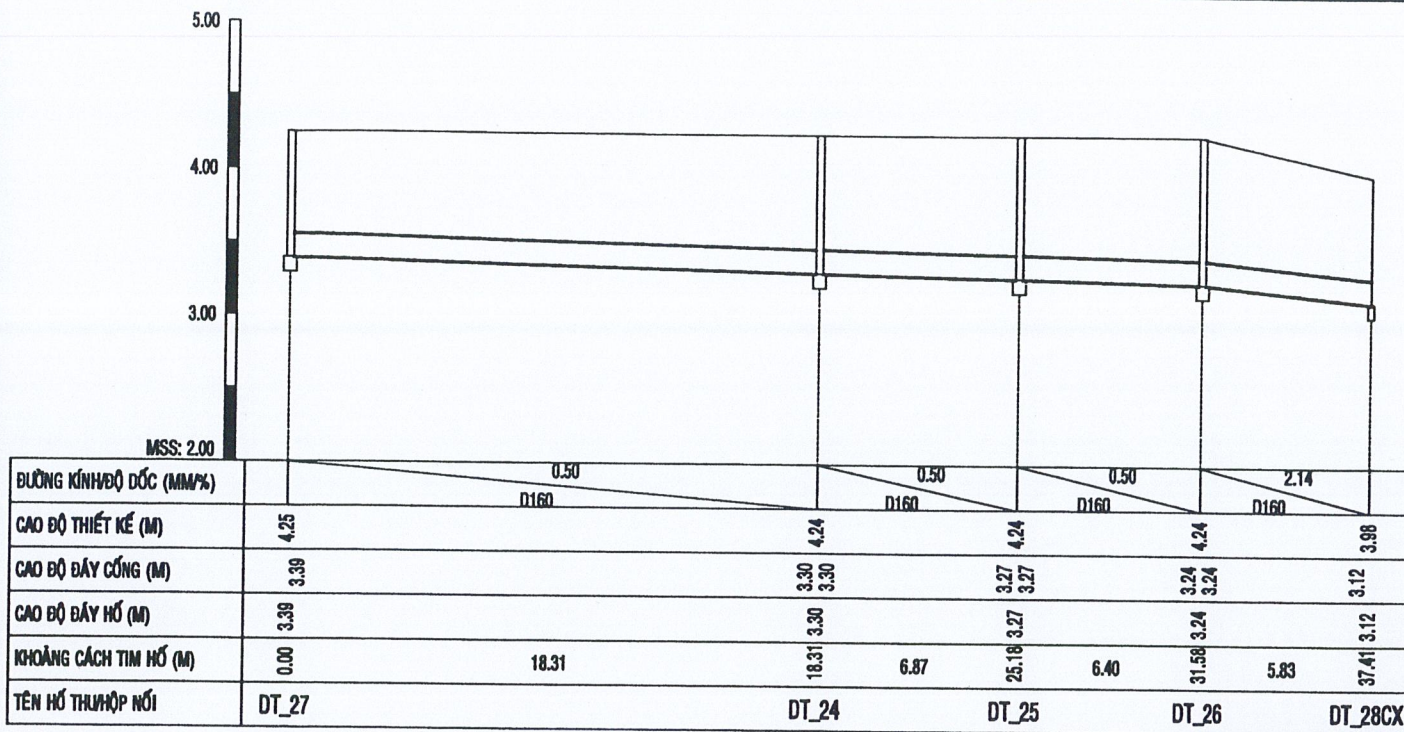 5.00
4.00
3.00
MSS: 2.00
ĐƯỜNG KÍNH/ĐỘ DỐC (MM/%)
0.50
D160
0.50
D160
0.50
D160
2.14
D160
CAO ĐỘ THIẾT KẾ (M)
4.25
4.24
4.24
4.24
3.98
CAO ĐỘ ĐÁY CỐNG (M)
3.39
3.30
3.30
3.27
3.27
3.24
3.24
3.12
CAO ĐỘ ĐÁY HỐ (M)
3.39
3.30
3.27
3.24
3.12
KHOẢNG CÁCH TIM HỐ (M)
0.00
18.31
18.31
6.87
25.18
6.40
31.58
5.83
37.41
TÊN HỐ THU/HỘP NỐI
DT_27
DT_24
DT_25
DT_26
DT_28CX